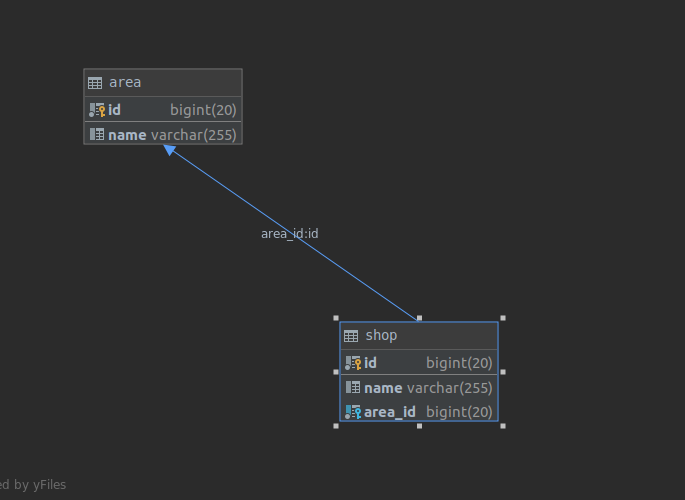 area
id bigint(20)
name varchar(255)
area_id:id
shop
id bigint(20)
name varchar(255)
area_id bigint(20)
ed by yFiles